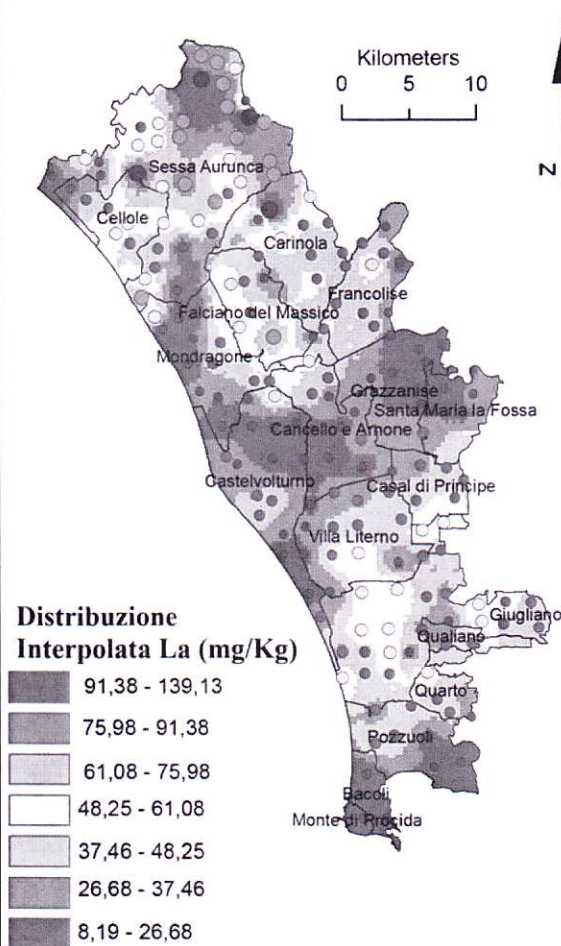 Kilometers
0 5 10
N
Sessa Aurunca
Cellole
Carinola
Francolise
Falciano del Massico
Mondragone
Grazzanise
Santa Maria la Fossa
Cancello e Arnone
Castelvolturno
Casal di Principe
Villa Literno
Giugliano
Qualiano
Quarto
Pozzuoli
Bacoli
Monte di Procida
Distribuzione
Interpolata La (mg/Kg)
91,38 - 139,13
75,98 - 91,38
61,08 - 75,98
48,25 - 61,08
37,46 - 48,25
26,68 - 37,46
8,19 - 26,68